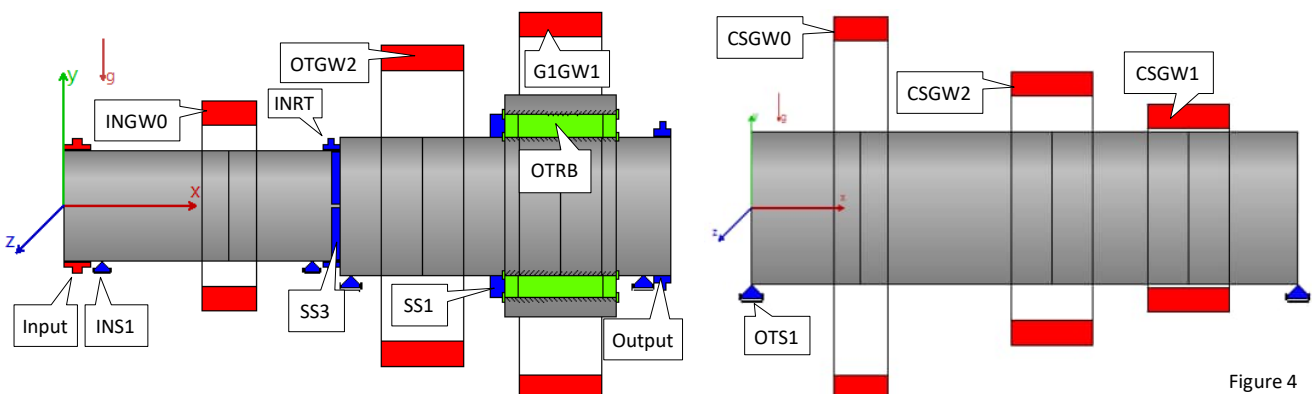 CSGW0
OTGW2
G1GW1
CSGW2
CSGW1
y
g
INGW0
INRT
g
y
OTRB
x
x
z
z
Input
INS1
SS3
SS1
Output
OTS1
Figure 4